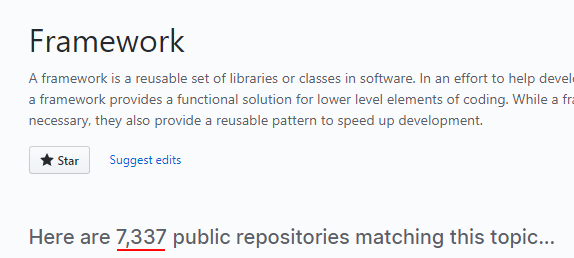 Framework
A framework is a reusable set of libraries or classes in software. In an effort to help
a framework provides a functional solution for lower level elements of coding. While a
necessary, they also provide a reusable pattern to speed up development.
Star
Suggest edits
Here are 7,337 public repositories matching this topic...